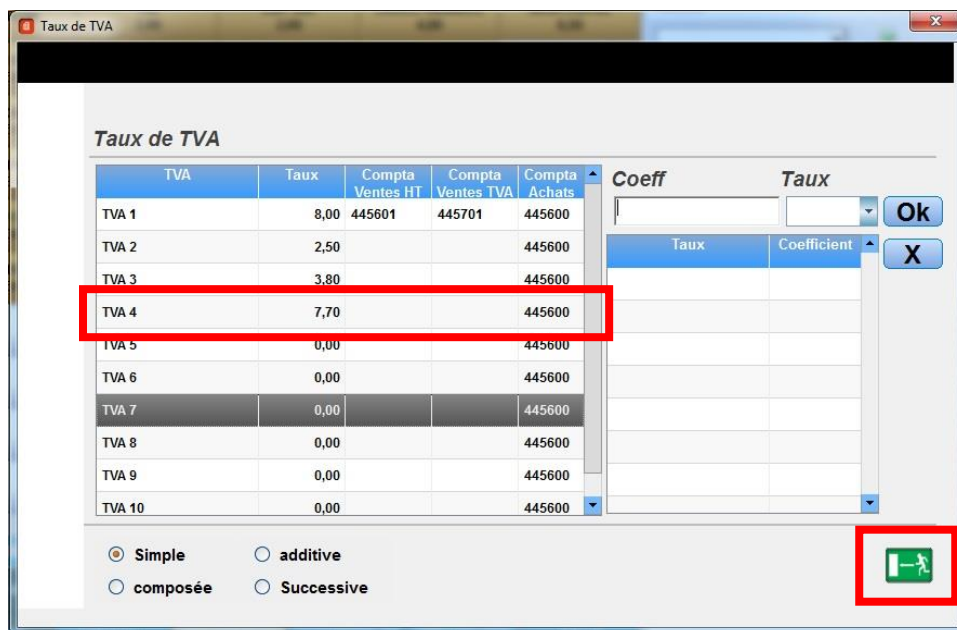 Taux de TVA
Taux de TVA
TVA Taux Compta Ventes HT Compta Ventes TVA Compta Achats
TVA 1 8,00 445601 445701 445600
TVA 2 2,50 445600
TVA 3 3,80 445600
TVA 4 7,70 445600
TVA 5 0,00 445600
TVA 6 0,00 445600
TVA 7 0,00 445600
TVA 8 0,00 445600
TVA 9 0,00 445600
TVA 10 0,00 445600
Coeff Taux
Ok
Taux Coefficient
X
Simple additive
composée Successive